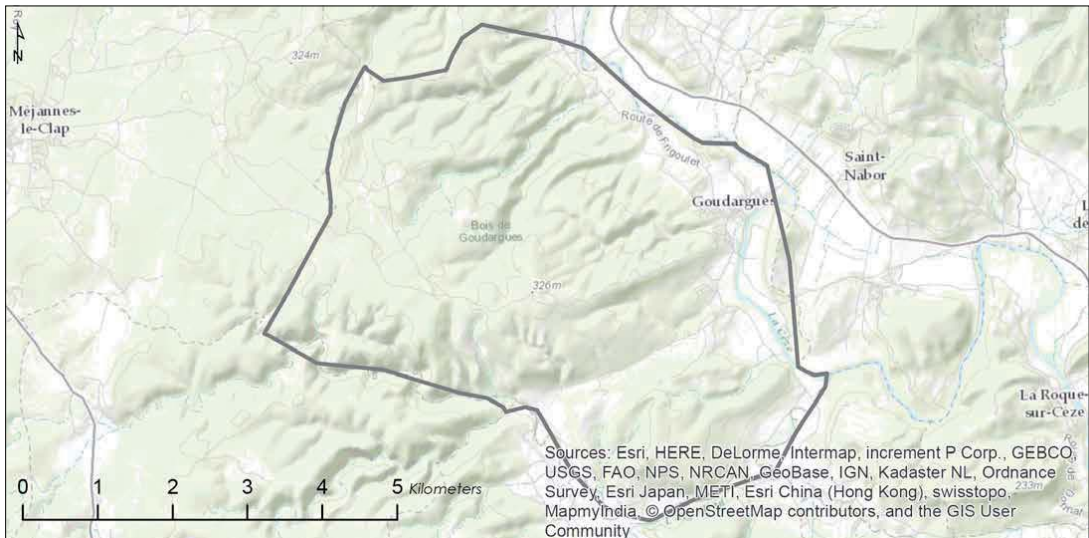 N
324m
Méjannes-
le-Clap
Route de Frigoulet
Saint-
Nabor
Goudargues
Bois de
Goudargues
326m
La Cèze
La Roque-
sur-Cèze
Sources: Esri, HERE, DeLorme, Intermap, increment P Corp., GEBCO,
USGS, FAO, NPS, NRCAN, GeoBase, IGN, Kadaster NL, Ordnance
Survey, Esri Japan, METI, Esri China (Hong Kong), swisstopo,
MapmyIndia, © OpenStreetMap contributors, and the GIS User
Community
233m
0 1 2 3 4 5 Kilometers